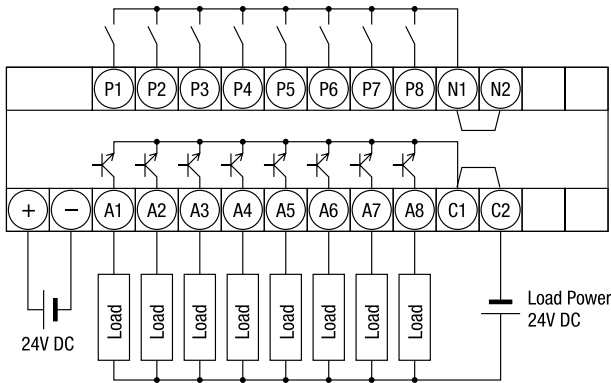 P1 P2 P3 P4 P5 P6 P7 P8 N1 N2
+ − A1 A2 A3 A4 A5 A6 A7 A8 C1 C2
Load Load Load Load Load Load Load Load
24V DC
Load Power
24V DC